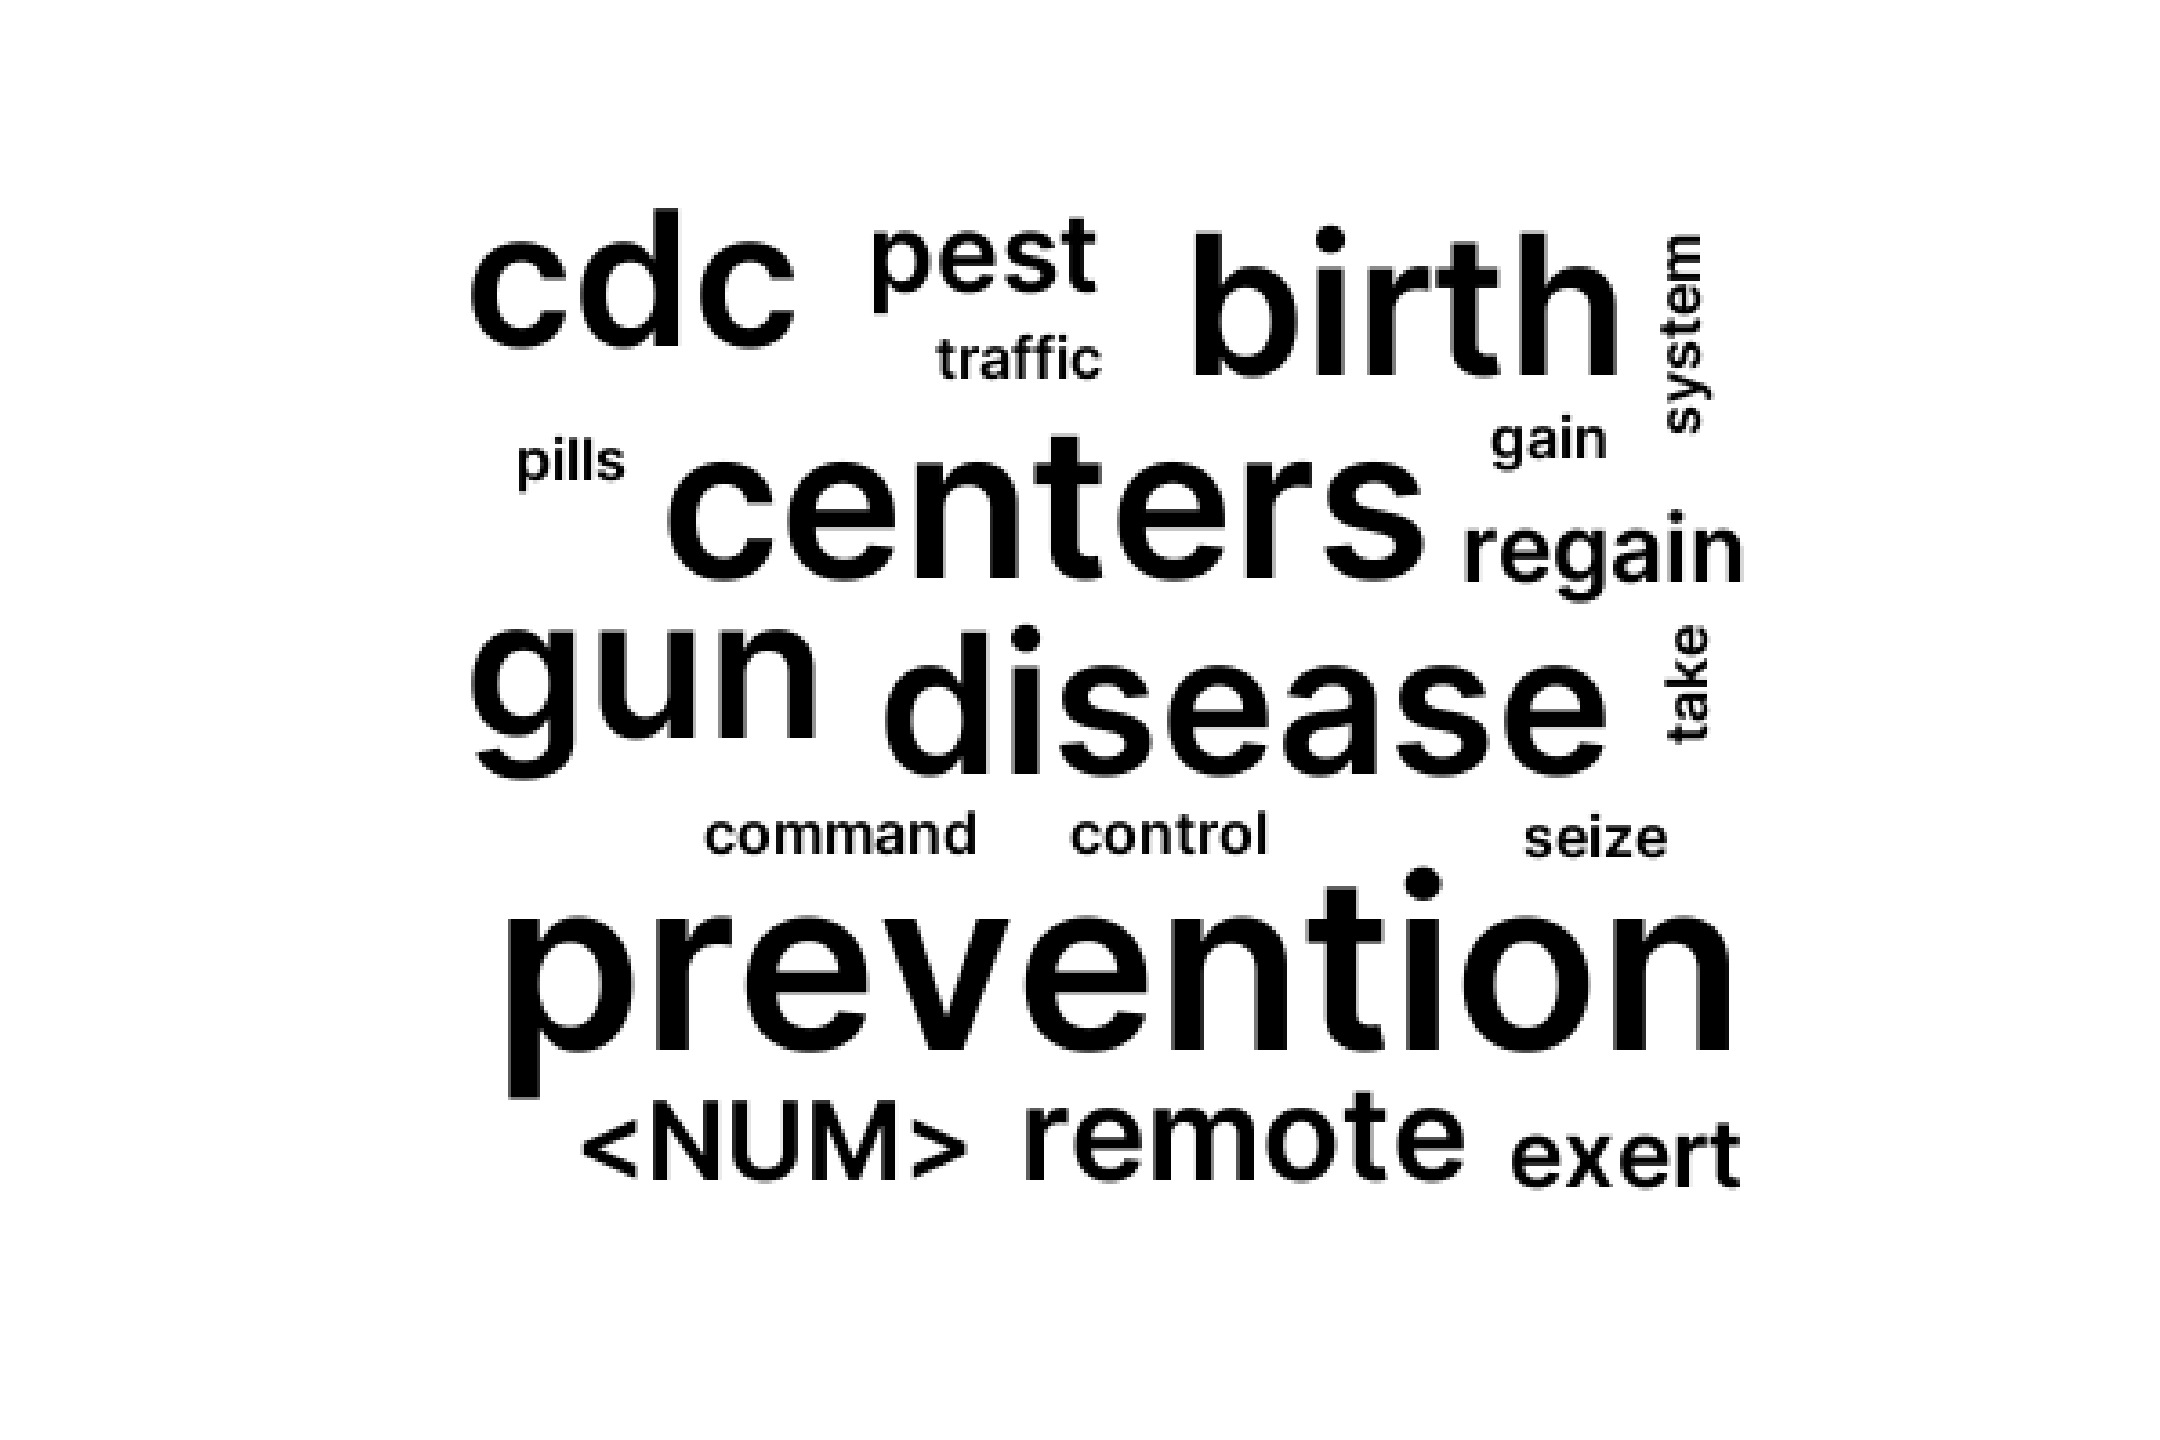 cdc pest birth system
traffic
pills centers gain
regain
gun disease take
command control seize
prevention
<NUM> remote exert